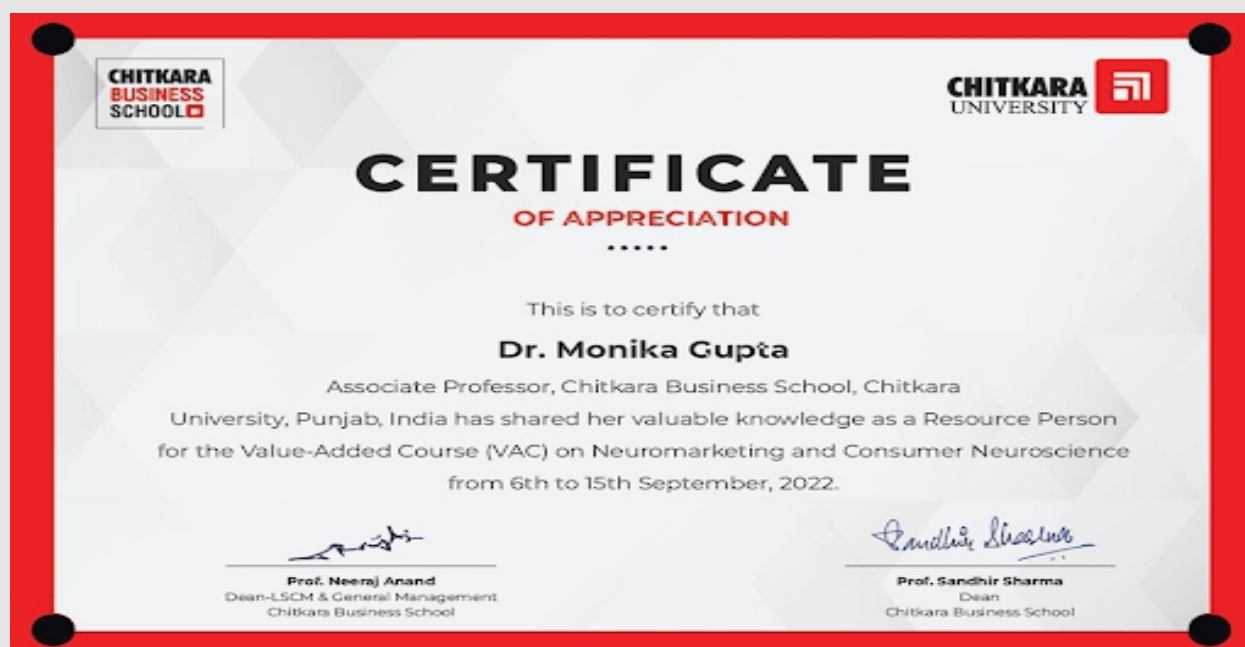 CHITKARA
BUSINESS
SCHOOL
CHITKARA
UNIVERSITY
CERTIFICATE
OF APPRECIATION
This is to certify that
Dr. Monika Gupta
Associate Professor, Chitkara Business School, Chitkara
University, Punjab, India has shared her valuable knowledge as a Resource Person
for the Value-Added Course (VAC) on Neuromarketing and Consumer Neuroscience
from 6th to 15th September, 2022.
Sandhir Sharma
Prof. Neeraj Anand
Dean-LSCM & General Management
Chitkara Business School
Prof. Sandhir Sharma
Dean
Chitkara Business School